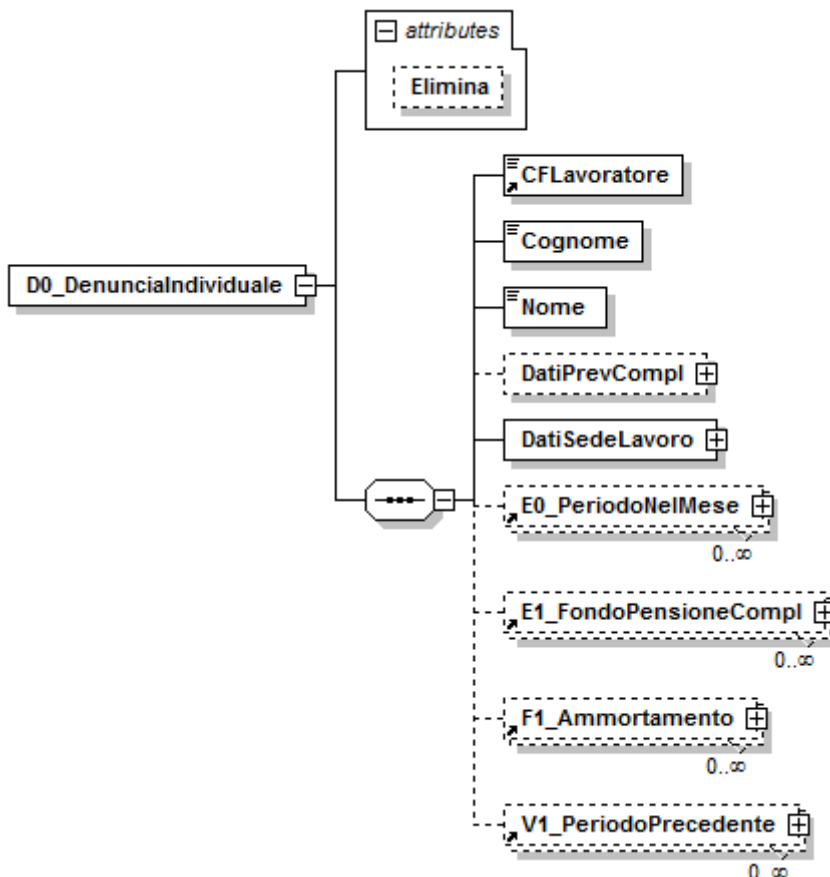 attributes
Elimina
CFLavoratore
Cognome
D0_DenunciaIndividuale
Nome
DatiPrevCompl
DatiSedeLavoro
E0_PeriodoNelMese
0..∞
E1_FondoPensioneCompl
0..∞
F1_Ammortamento
0..∞
V1_PeriodoPrecedente
0..∞